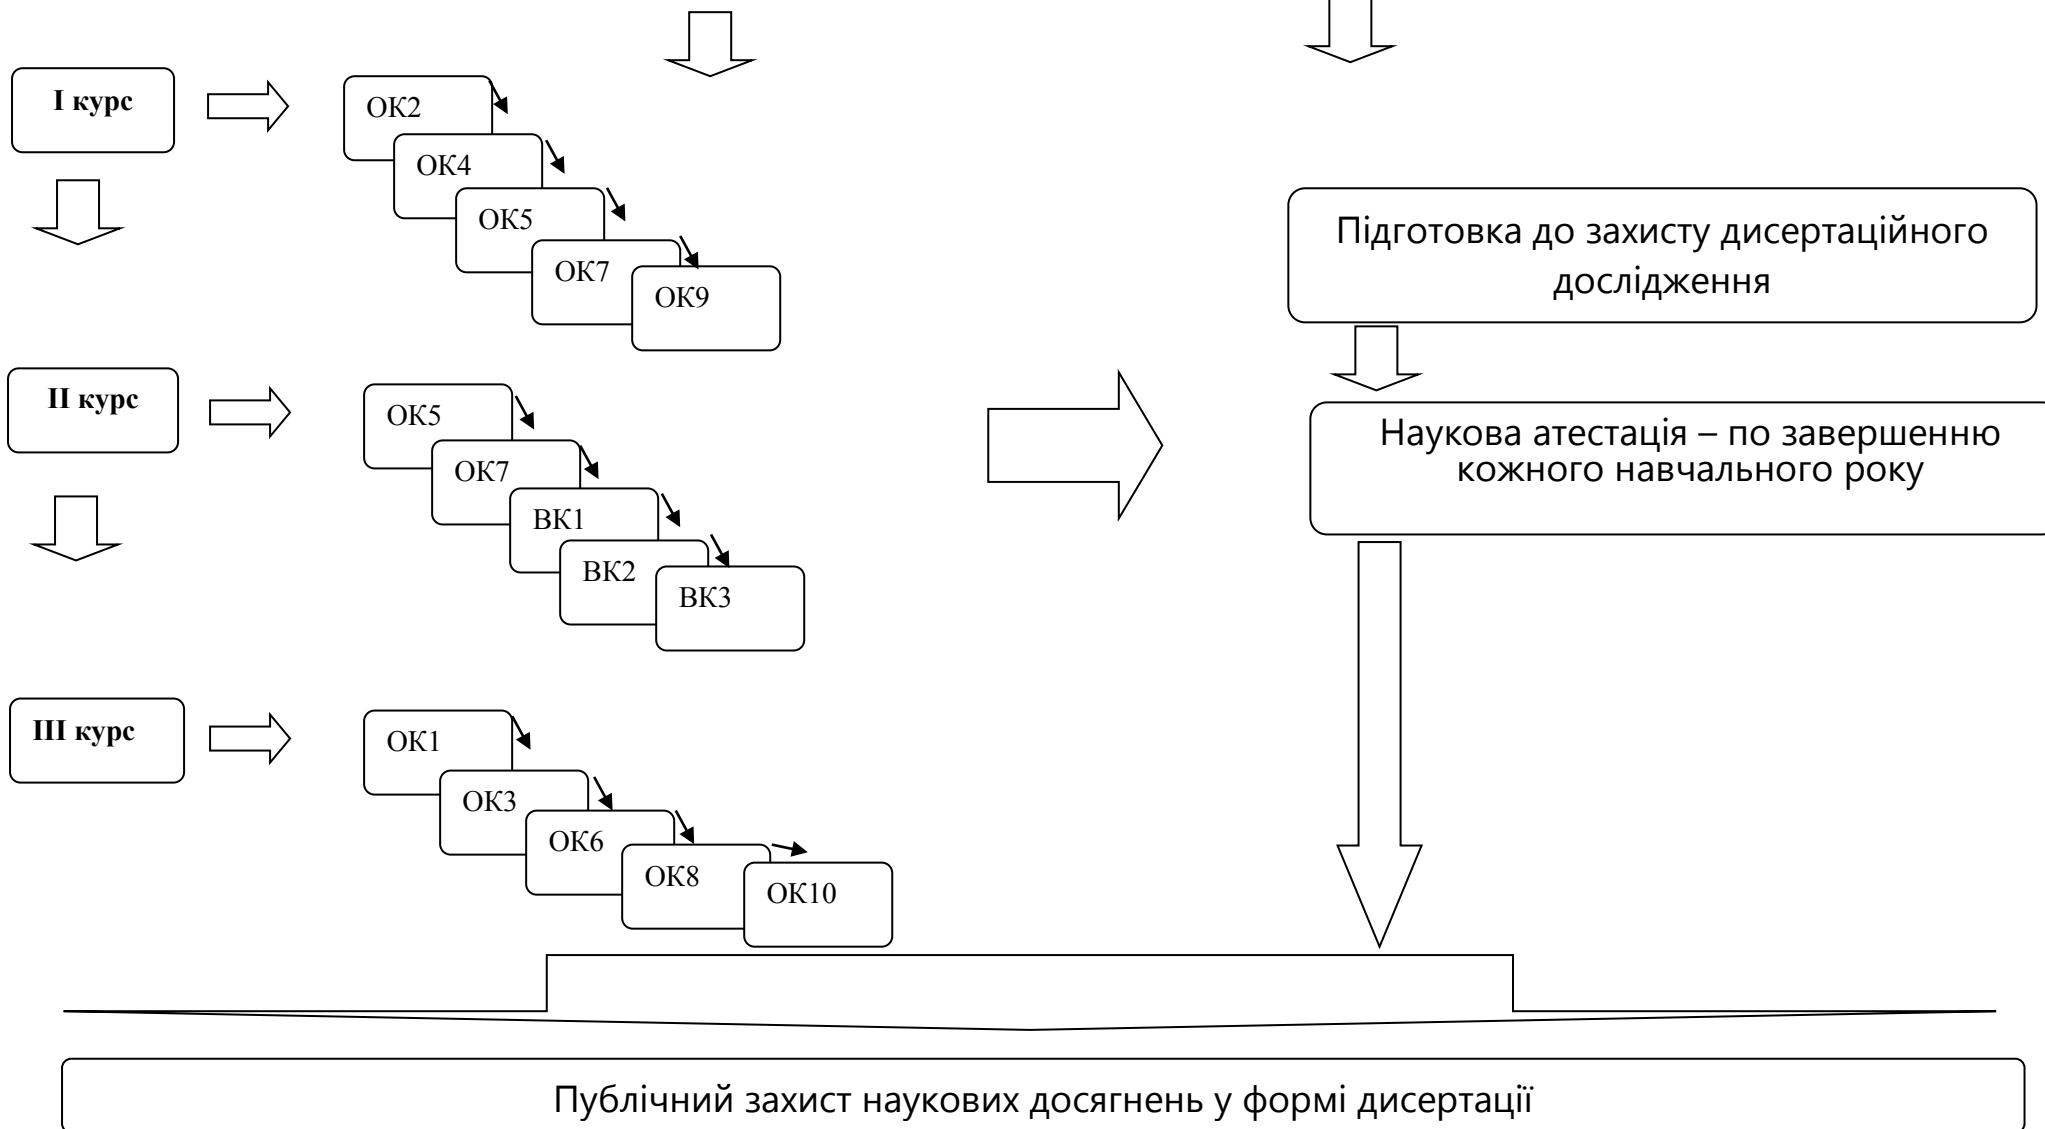 І курс
ОК2
ОК4
ОК5
ОК7
ОК9
ІІ курс
ОК5
ОК7
ВК1
ВК2
ВК3
ІІІ курс
ОК1
ОК3
ОК6
ОК8
ОК10
Підготовка до захисту дисертаційного
дослідження
Наукова атестація – по завершенню
кожного навчального року
Публічний захист наукових досягнень у формі дисертації